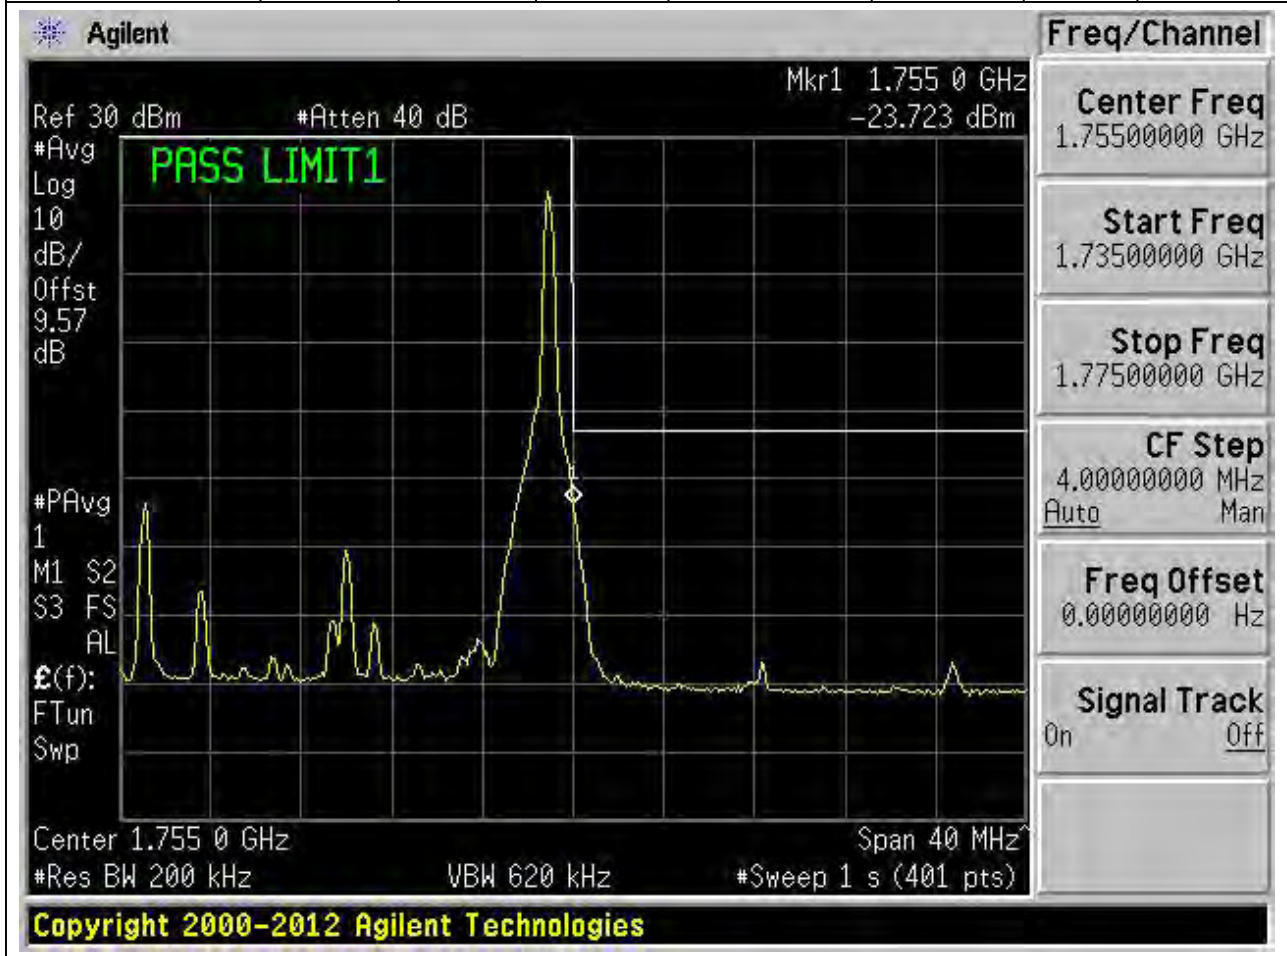 Agilent
Freq/Channel
Mkr1 1.755 0 GHz
Ref 30 dBm #Atten 40 dB -23.723 dBm
#Avg
Log
10
dB/
Offst
9.57
dB
PASS LIMIT1
#PAvg
1
M1 S2
S3 FS
AL
£(f):
FTun
Swp
Center 1.755 0 GHz Span 40 MHz^
#Res BW 200 kHz VBW 620 kHz #Sweep 1 s (401 pts)
Copyright 2000-2012 Agilent Technologies
Center Freq
1.75500000 GHz
Start Freq
1.73500000 GHz
Stop Freq
1.77500000 GHz
CF Step
4.00000000 MHz
Auto Man
Freq Offset
0.00000000 Hz
Signal Track
On Off